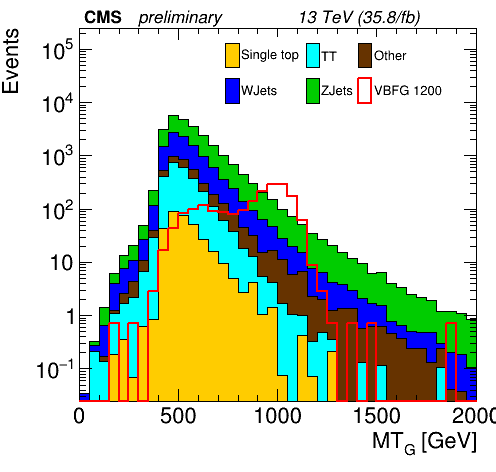 CMS preliminary 13 TeV (35.8/fb)
Events
Single top TT Other
WJets ZJets VBFG 1200
10^5
10^4
10^3
10^2
10
1
10^−1
0 500 1000 1500 2000
MT_G [GeV]